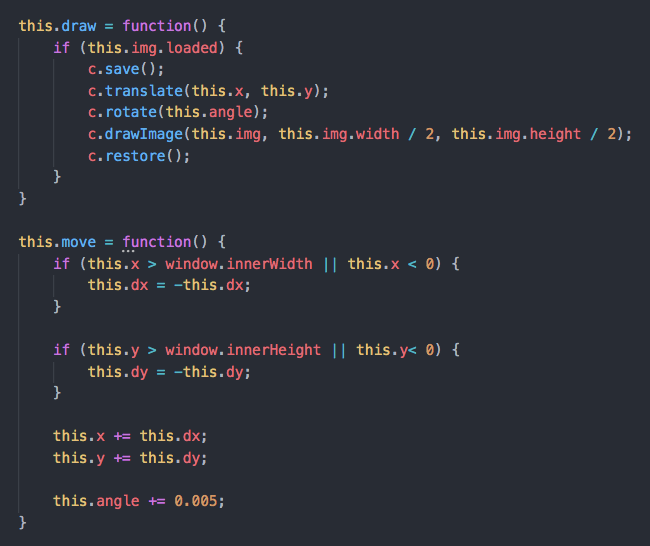 this.draw = function() {
    if (this.img.loaded) {
        c.save();
        c.translate(this.x, this.y);
        c.rotate(this.angle);
        c.drawImage(this.img, this.img.width / 2, this.img.height / 2);
        c.restore();
    }
}

this.move = function() {
    if (this.x > window.innerWidth || this.x < 0) {
        this.dx = -this.dx;
    }

    if (this.y > window.innerHeight || this.y< 0) {
        this.dy = -this.dy;
    }

    this.x += this.dx;
    this.y += this.dy;

    this.angle += 0.005;
}